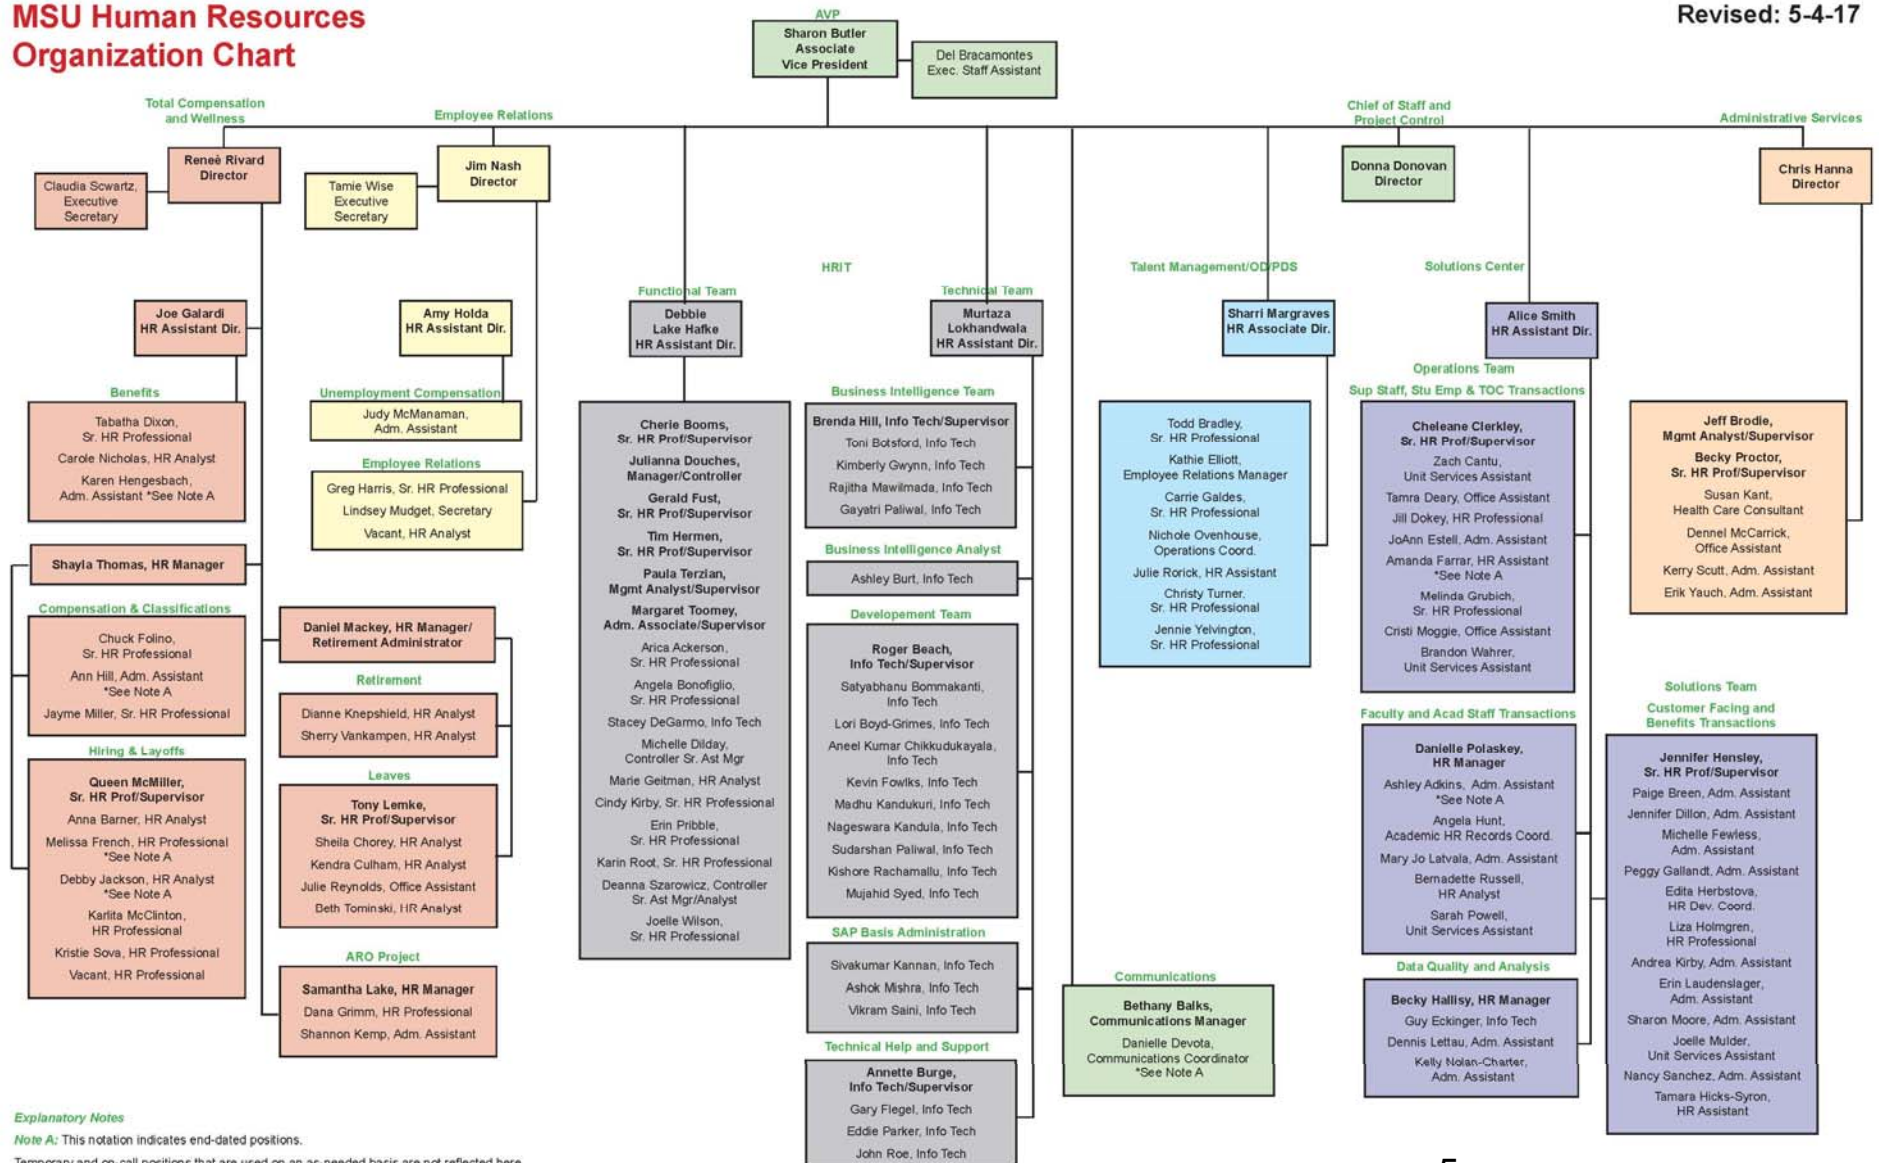 MSU Human Resources
Organization Chart
Revised: 5-4-17
AVP
Sharon Butler
Associate
Vice President
Del Bracamontes
Exec. Staff Assistant
Total Compensation
and Wellness
Reneè Rivard
Director
Claudia Scwartz,
Executive
Secretary
Joe Galardi
HR Assistant Dir.
Benefits
Tabatha Dixon,
Sr. HR Professional
Carole Nicholas, HR Analyst
Karen Hengesbach,
Adm. Assistant *See Note A
Shayla Thomas, HR Manager
Compensation & Classifications
Chuck Folino,
Sr. HR Professional
Ann Hill, Adm. Assistant
*See Note A
Jayme Miller, Sr. HR Professional
Hiring & Layoffs
Queen McMiller,
Sr. HR Prof/Supervisor
Anna Barner, HR Analyst
Melissa French, HR Professional
*See Note A
Debby Jackson, HR Analyst
*See Note A
Karlita McClinton,
HR Professional
Kristie Sova, HR Professional
Vacant, HR Professional
Daniel Mackey, HR Manager/
Retirement Administrator
Retirement
Dianne Knepshield, HR Analyst
Sherry Vankampen, HR Analyst
Leaves
Tony Lemke,
Sr. HR Prof/Supervisor
Sheila Chorey, HR Analyst
Kendra Culham, HR Analyst
Julie Reynolds, Office Assistant
Beth Tominski, HR Analyst
ARO Project
Samantha Lake, HR Manager
Dana Grimm, HR Professional
Shannon Kemp, Adm. Assistant
Employee Relations
Jim Nash
Director
Tamie Wise
Executive
Secretary
Amy Holda
HR Assistant Dir.
Unemployment Compensation
Judy McManaman,
Adm. Assistant
Employee Relations
Greg Harris, Sr. HR Professional
Lindsey Mudget, Secretary
Vacant, HR Analyst
HRIT
Functional Team
Debbie
Lake Hafke
HR Assistant Dir.
Cherie Booms,
Sr. HR Prof/Supervisor
Julianna Douches,
Manager/Controller
Gerald Fust,
Sr. HR Prof/Supervisor
Tim Hermen,
Sr. HR Prof/Supervisor
Paula Terzian,
Mgmt Analyst/Supervisor
Margaret Toomey,
Adm. Associate/Supervisor
Arica Ackerson,
Sr. HR Professional
Angela Bonofiglio,
Sr. HR Professional
Stacey DeGarmo, Info Tech
Michelle Dilday,
Controller Sr. Ast Mgr
Marie Geitman, HR Analyst
Cindy Kirby, Sr. HR Professional
Erin Pribble,
Sr. HR Professional
Karin Root, Sr. HR Professional
Deanna Szarowicz, Controller
Sr. Ast Mgr/Analyst
Joelle Wilson,
Sr. HR Professional
Technical Team
Murtaza
Lokhandwala
HR Assistant Dir.
Business Intelligence Team
Brenda Hill, Info Tech/Supervisor
Toni Botsford, Info Tech
Kimberly Gwynn, Info Tech
Rajitha Mawilmada, Info Tech
Gayatri Paliwal, Info Tech
Business Intelligence Analyst
Ashley Burt, Info Tech
Developement Team
Roger Beach,
Info Tech/Supervisor
Satyabhanu Bommakanti,
Info Tech
Lori Boyd-Grimes, Info Tech
Aneel Kumar Chikkudukayala,
Info Tech
Kevin Fowlks, Info Tech
Madhu Kandukuri, Info Tech
Nageswara Kandula, Info Tech
Sudarshan Paliwal, Info Tech
Kishore Rachamallu, Info Tech
Mujahid Syed, Info Tech
SAP Basis Administration
Sivakumar Kannan, Info Tech
Ashok Mishra, Info Tech
Vikram Saini, Info Tech
Technical Help and Support
Annette Burge,
Info Tech/Supervisor
Gary Flegel, Info Tech
Eddie Parker, Info Tech
John Roe, Info Tech
Communications
Bethany Balks,
Communications Manager
Danielle Devota,
Communications Coordinator
*See Note A
Talent Management/OD/PDS
Sharri Margraves
HR Associate Dir.
Todd Bradley,
Sr. HR Professional
Kathie Elliott,
Employee Relations Manager
Carrie Galdes,
Sr. HR Professional
Nichole Ovenhouse,
Operations Coord.
Julie Rorick, HR Assistant
Christy Turner,
Sr. HR Professional
Jennie Yelvington,
Sr. HR Professional
Chief of Staff and
Project Control
Donna Donovan
Director
Solutions Center
Alice Smith
HR Assistant Dir.
Operations Team
Sup Staff, Stu Emp & TOC Transactions
Cheleane Clerkley,
Sr. HR Prof/Supervisor
Zach Cantu,
Unit Services Assistant
Tamra Deary, Office Assistant
Jill Dokey, HR Professional
JoAnn Estell, Adm. Assistant
Amanda Farrar, HR Assistant
*See Note A
Melinda Grubich,
Sr. HR Professional
Cristi Moggie, Office Assistant
Brandon Wahrer,
Unit Services Assistant
Faculty and Acad Staff Transactions
Danielle Polaskey,
HR Manager
Ashley Adkins, Adm. Assistant
*See Note A
Angela Hunt,
Academic HR Records Coord.
Mary Jo Latvala, Adm. Assistant
Bernadette Russell,
HR Analyst
Sarah Powell,
Unit Services Assistant
Data Quality and Analysis
Becky Hallisy, HR Manager
Guy Eckinger, Info Tech
Dennis Lettau, Adm. Assistant
Kelly Nolan-Charter,
Adm. Assistant
Solutions Team
Customer Facing and
Benefits Transactions
Jennifer Hensley,
Sr. HR Prof/Supervisor
Paige Breen, Adm. Assistant
Jennifer Dillon, Adm. Assistant
Michelle Fewless,
Adm. Assistant
Peggy Gallandt, Adm. Assistant
Edita Herbstova,
HR Dev. Coord.
Liza Holmgren,
HR Professional
Andrea Kirby, Adm. Assistant
Erin Laudenslager,
Adm. Assistant
Sharon Moore, Adm. Assistant
Joelle Mulder,
Unit Services Assistant
Nancy Sanchez, Adm. Assistant
Tamara Hicks-Syron,
HR Assistant
Administrative Services
Chris Hanna
Director
Jeff Brodie,
Mgmt Analyst/Supervisor
Becky Proctor,
Sr. HR Prof/Supervisor
Susan Kant,
Health Care Consultant
Dennel McCarrick,
Office Assistant
Kerry Scutt, Adm. Assistant
Erik Yauch, Adm. Assistant
Explanatory Notes
Note A: This notation indicates end-dated positions.
Temporary and on-call positions that are used on an as-needed basis are not reflected here